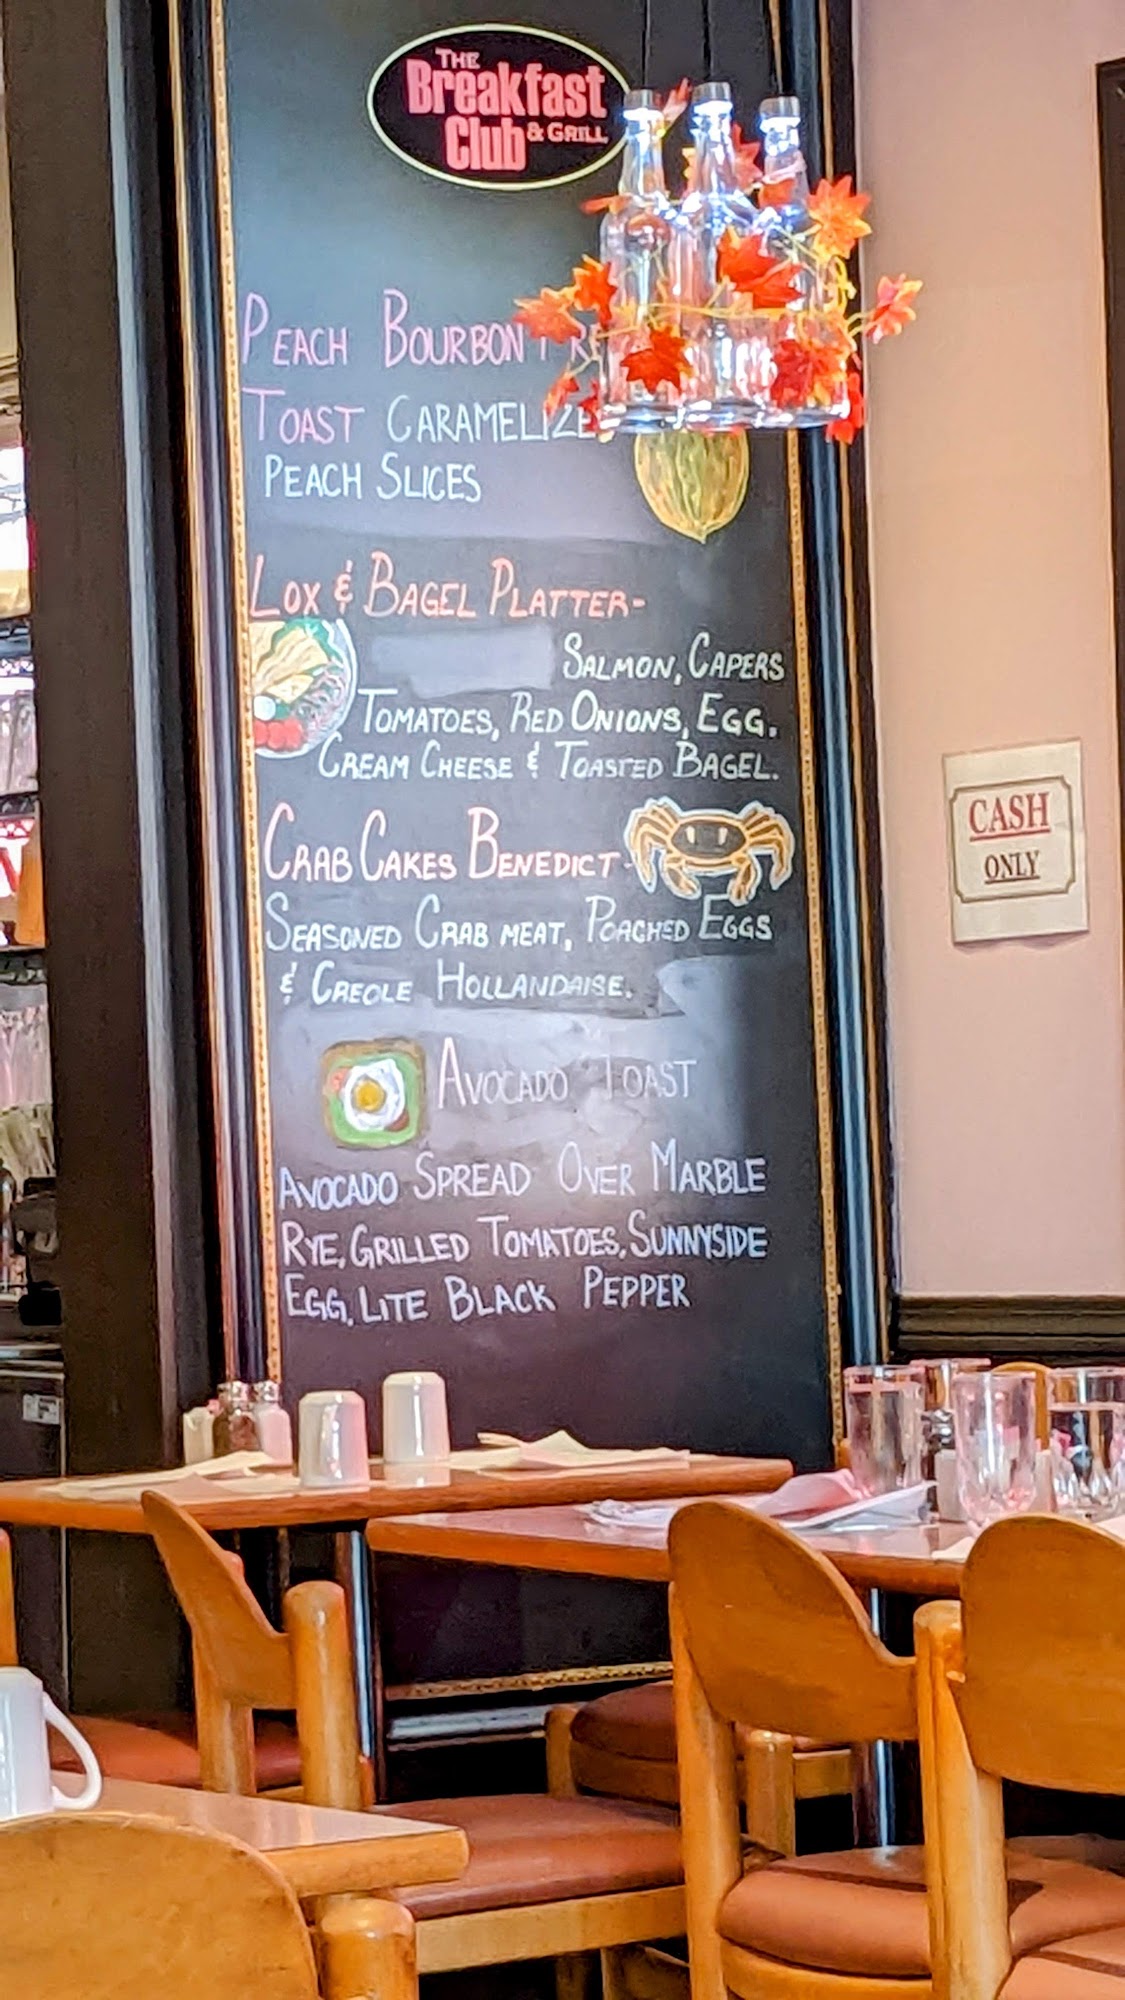 THE
Breakfast
Club & GRILL
PEACH BOURBON
TOAST CARAMELIZE
PEACH SLICES
LOX & BAGEL PLATTER-
SALMON, CAPERS
TOMATOES, RED ONIONS, EGG.
CREAM CHEESE & TOASTED BAGEL.
CRAB CAKES BENEDICT-
SEASONED CRAB MEAT, POACHED EGGS
& CREOLE HOLLANDAISE.
AVOCADO TOAST
AVOCADO SPREAD OVER MARBLE
RYE, GRILLED TOMATOES, SUNNYSIDE
EGG, LITE BLACK PEPPER
CASH
ONLY